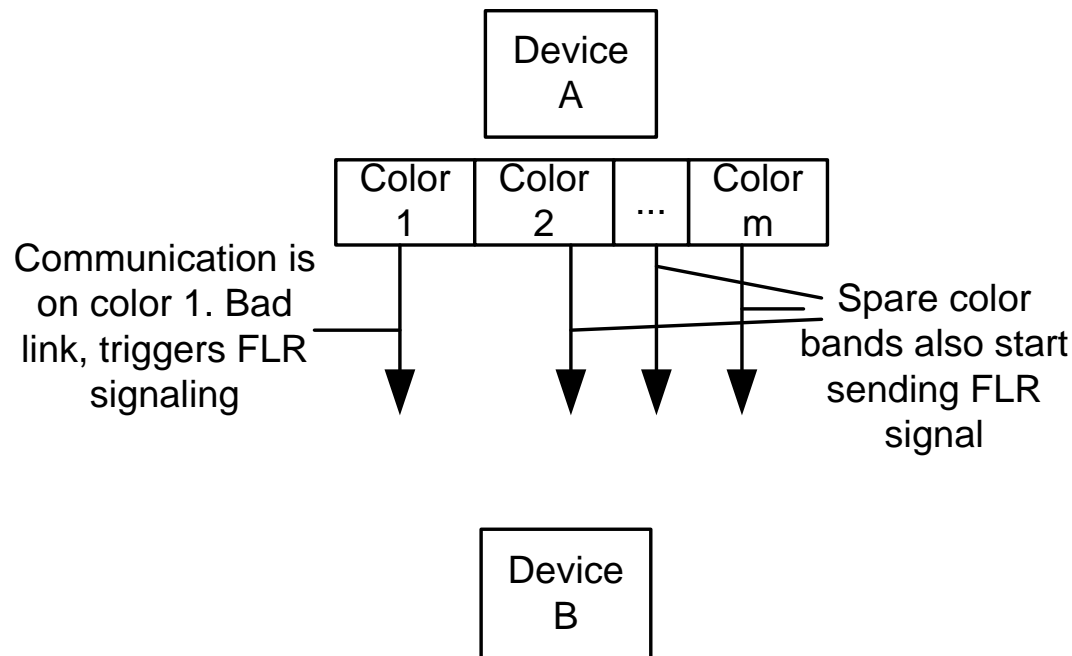 Device
A
Color
1
Color
2
...
Color
m
Communication is
on color 1. Bad
link, triggers FLR
signaling
Spare color
bands also start
sending FLR
signal
Device
B